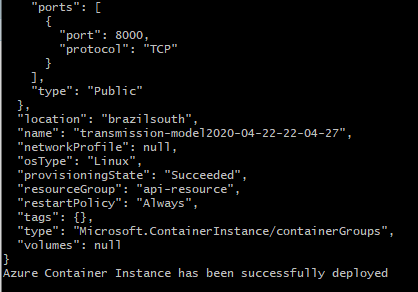 "ports": [
{
"port": 8000,
"protocol": "TCP"
}
],
"type": "Public"
},
"location": "brazilsouth",
"name": "transmission-model2020-04-22-22-04-27",
"networkProfile": null,
"osType": "Linux",
"provisioningState": "Succeeded",
"resourceGroup": "api-resource",
"restartPolicy": "Always",
"tags": {},
"type": "Microsoft.ContainerInstance/containerGroups",
"volumes": null
}
Azure Container Instance has been successfully deployed